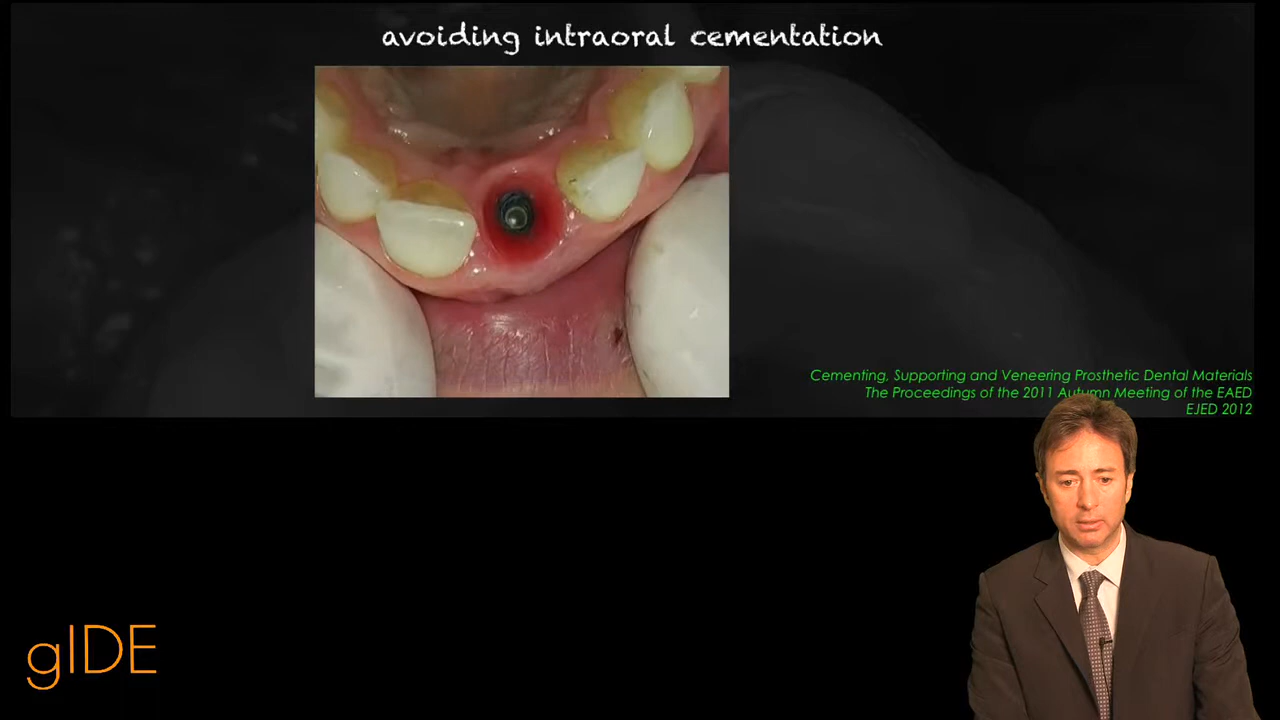 avoiding intraoral cementation
Cementing, Supporting and Veneering Prosthetic Dental Materials
The Proceedings of the 2011 Autumn Meeting of the EAED
EJED 2012
gIDE